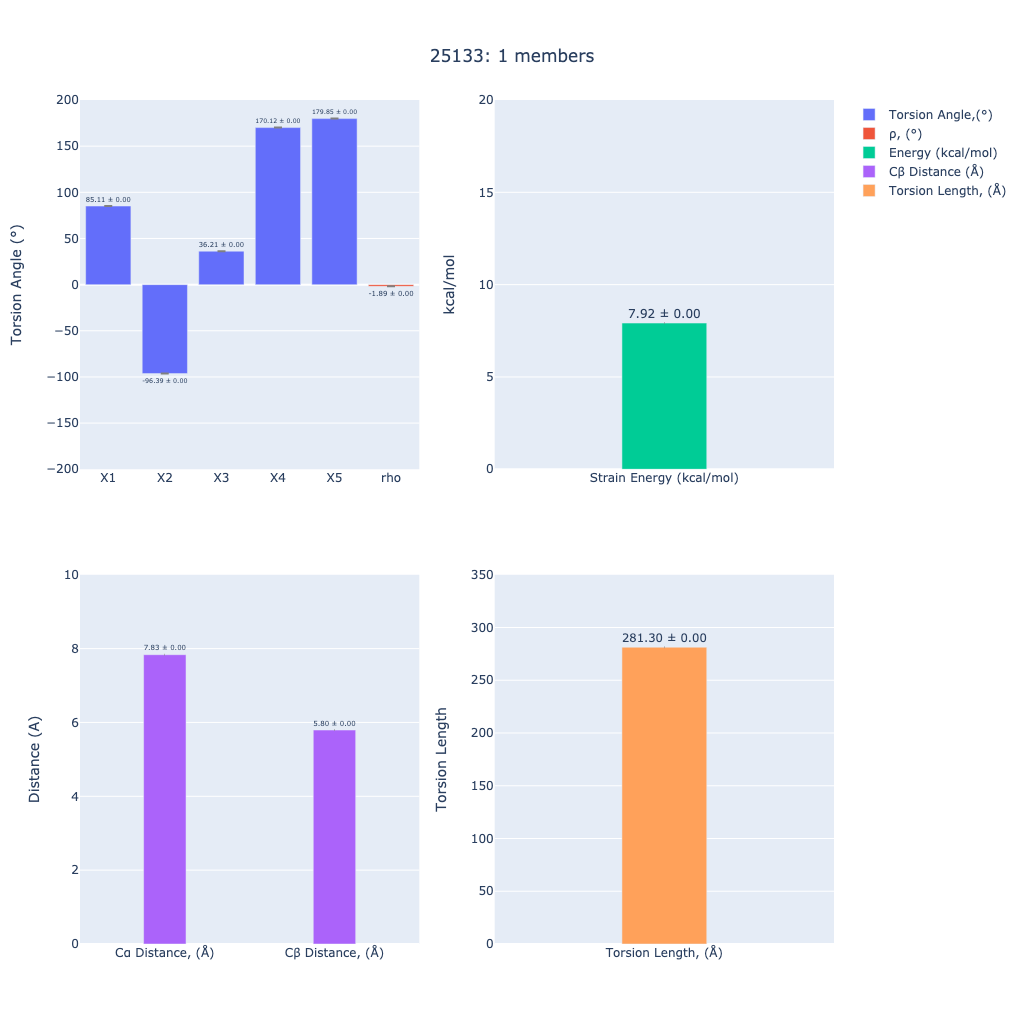 25133: 1 members
Torsion Angle (°)
200
150
100
50
0
−50
−100
−150
−200
85.11 ± 0.00
-96.39 ± 0.00
36.21 ± 0.00
170.12 ± 0.00
179.85 ± 0.00
-1.89 ± 0.00
X1 X2 X3 X4 X5 rho
kcal/mol
20
15
10
5
0
7.92 ± 0.00
Strain Energy (kcal/mol)
Torsion Angle,(°)
ρ, (°)
Energy (kcal/mol)
Cβ Distance (Å)
Torsion Length, (Å)
Distance (A)
10
8
6
4
2
0
7.83 ± 0.00
5.80 ± 0.00
Cα Distance, (Å) Cβ Distance, (Å)
Torsion Length
350
300
250
200
150
100
50
0
281.30 ± 0.00
Torsion Length, (Å)